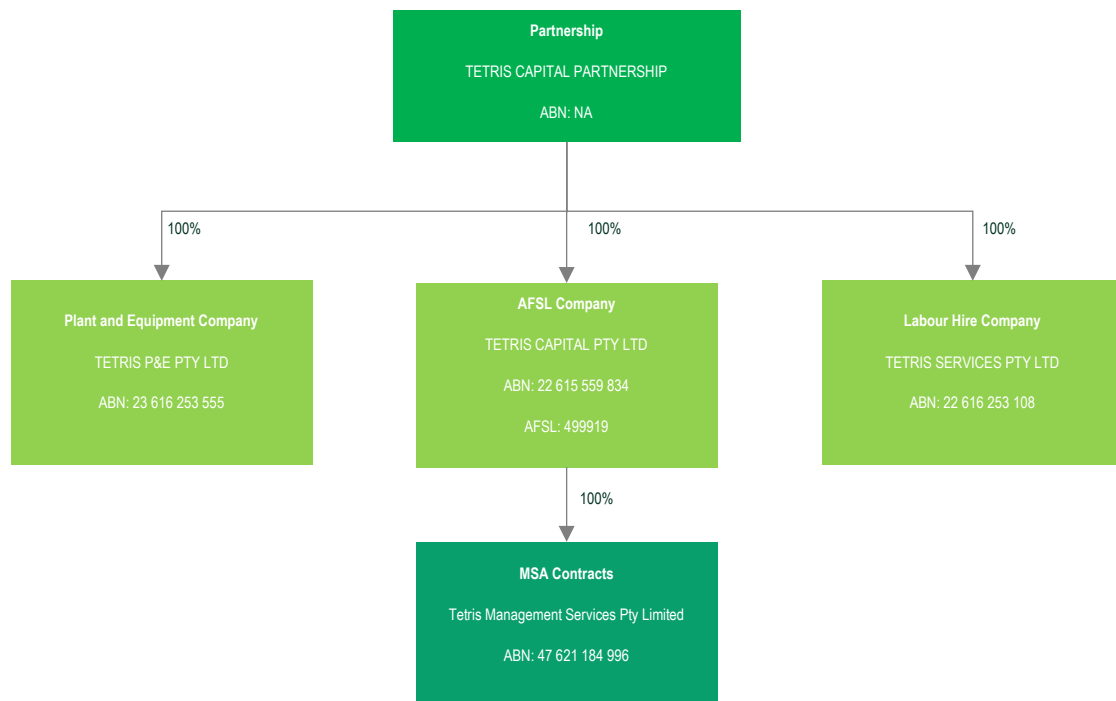 Partnership
TETRIS CAPITAL PARTNERSHIP
ABN: NA
100%
100%
100%
Plant and Equipment Company
TETRIS P&E PTY LTD
ABN: 23 616 253 555
AFSL Company
TETRIS CAPITAL PTY LTD
ABN: 22 615 559 834
AFSL: 499919
Labour Hire Company
TETRIS SERVICES PTY LTD
ABN: 22 616 253 108
100%
MSA Contracts
Tetris Management Services Pty Limited
ABN: 47 621 184 996